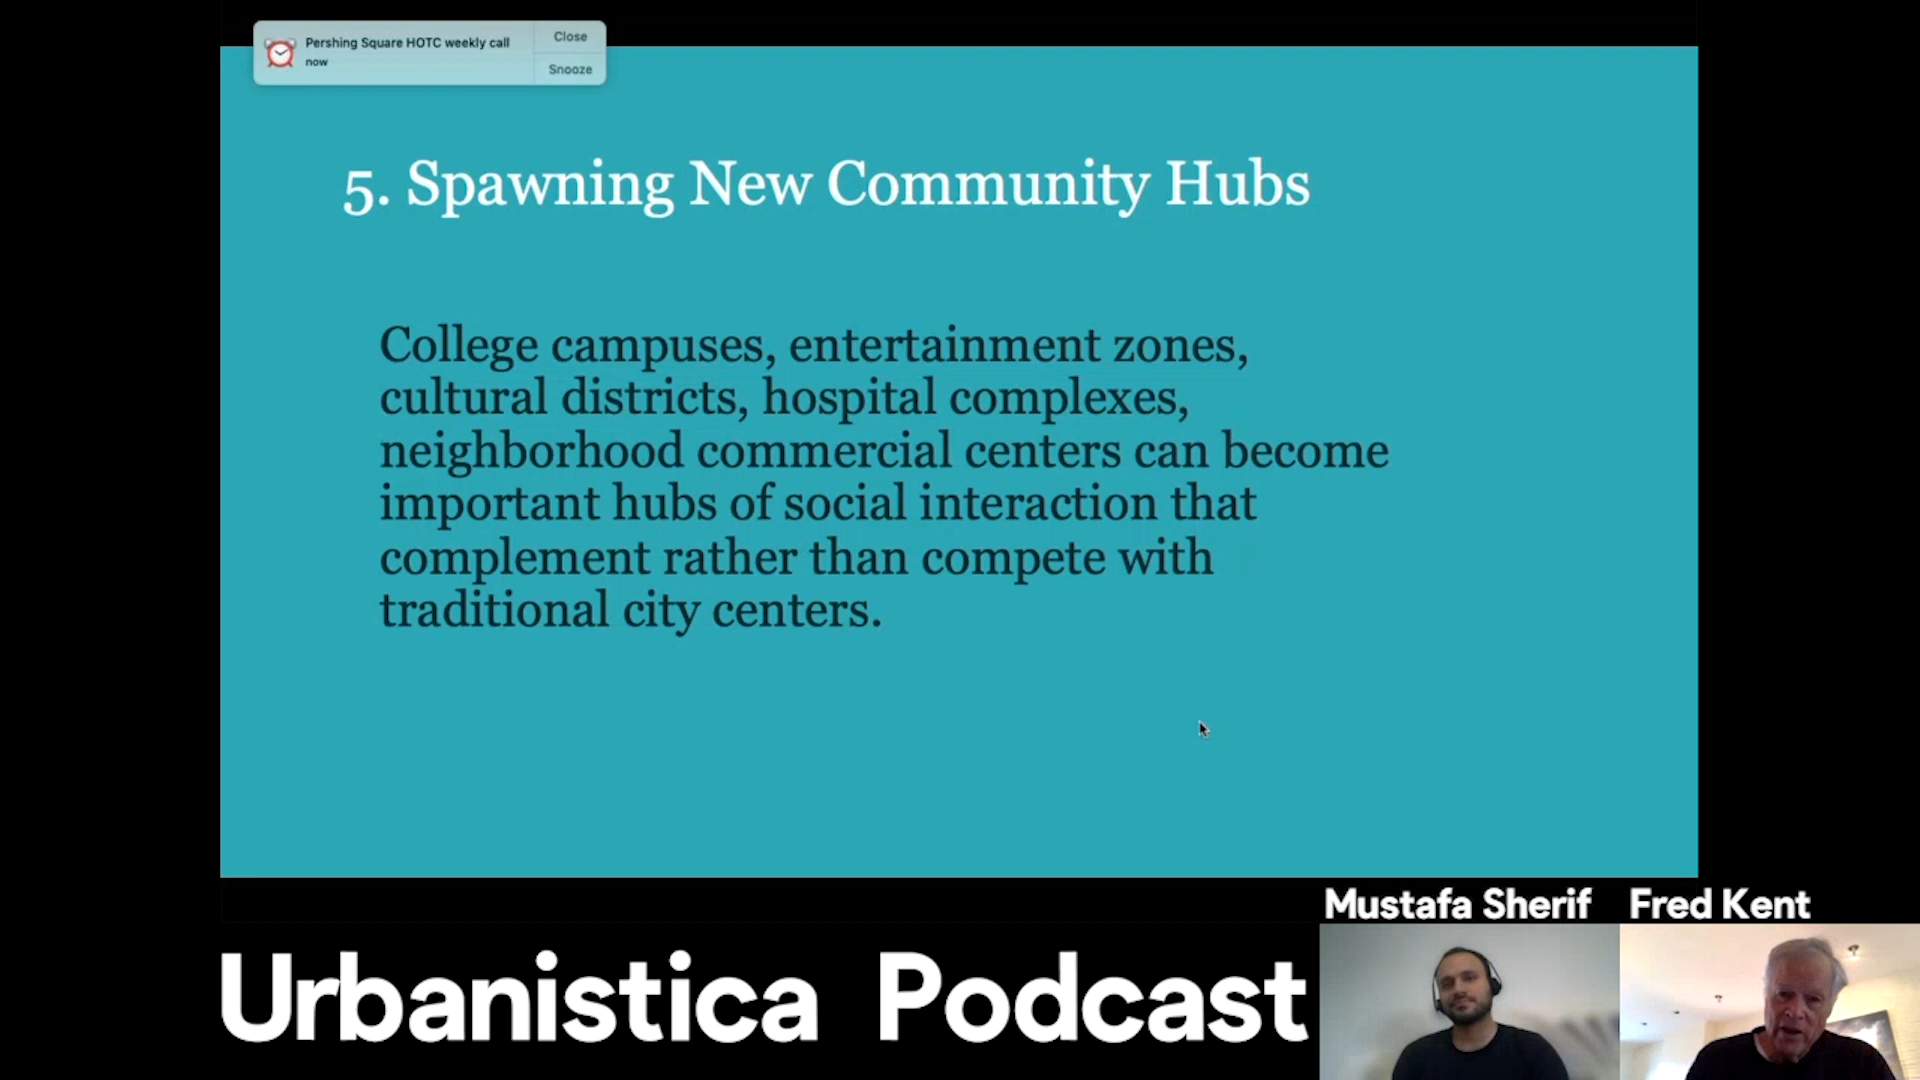 Pershing Square HOTC weekly call
now
Close
Snooze
5. Spawning New Community Hubs
College campuses, entertainment zones,
cultural districts, hospital complexes,
neighborhood commercial centers can become
important hubs of social interaction that
complement rather than compete with
traditional city centers.
Mustafa Sherif
Fred Kent
Urbanistica Podcast